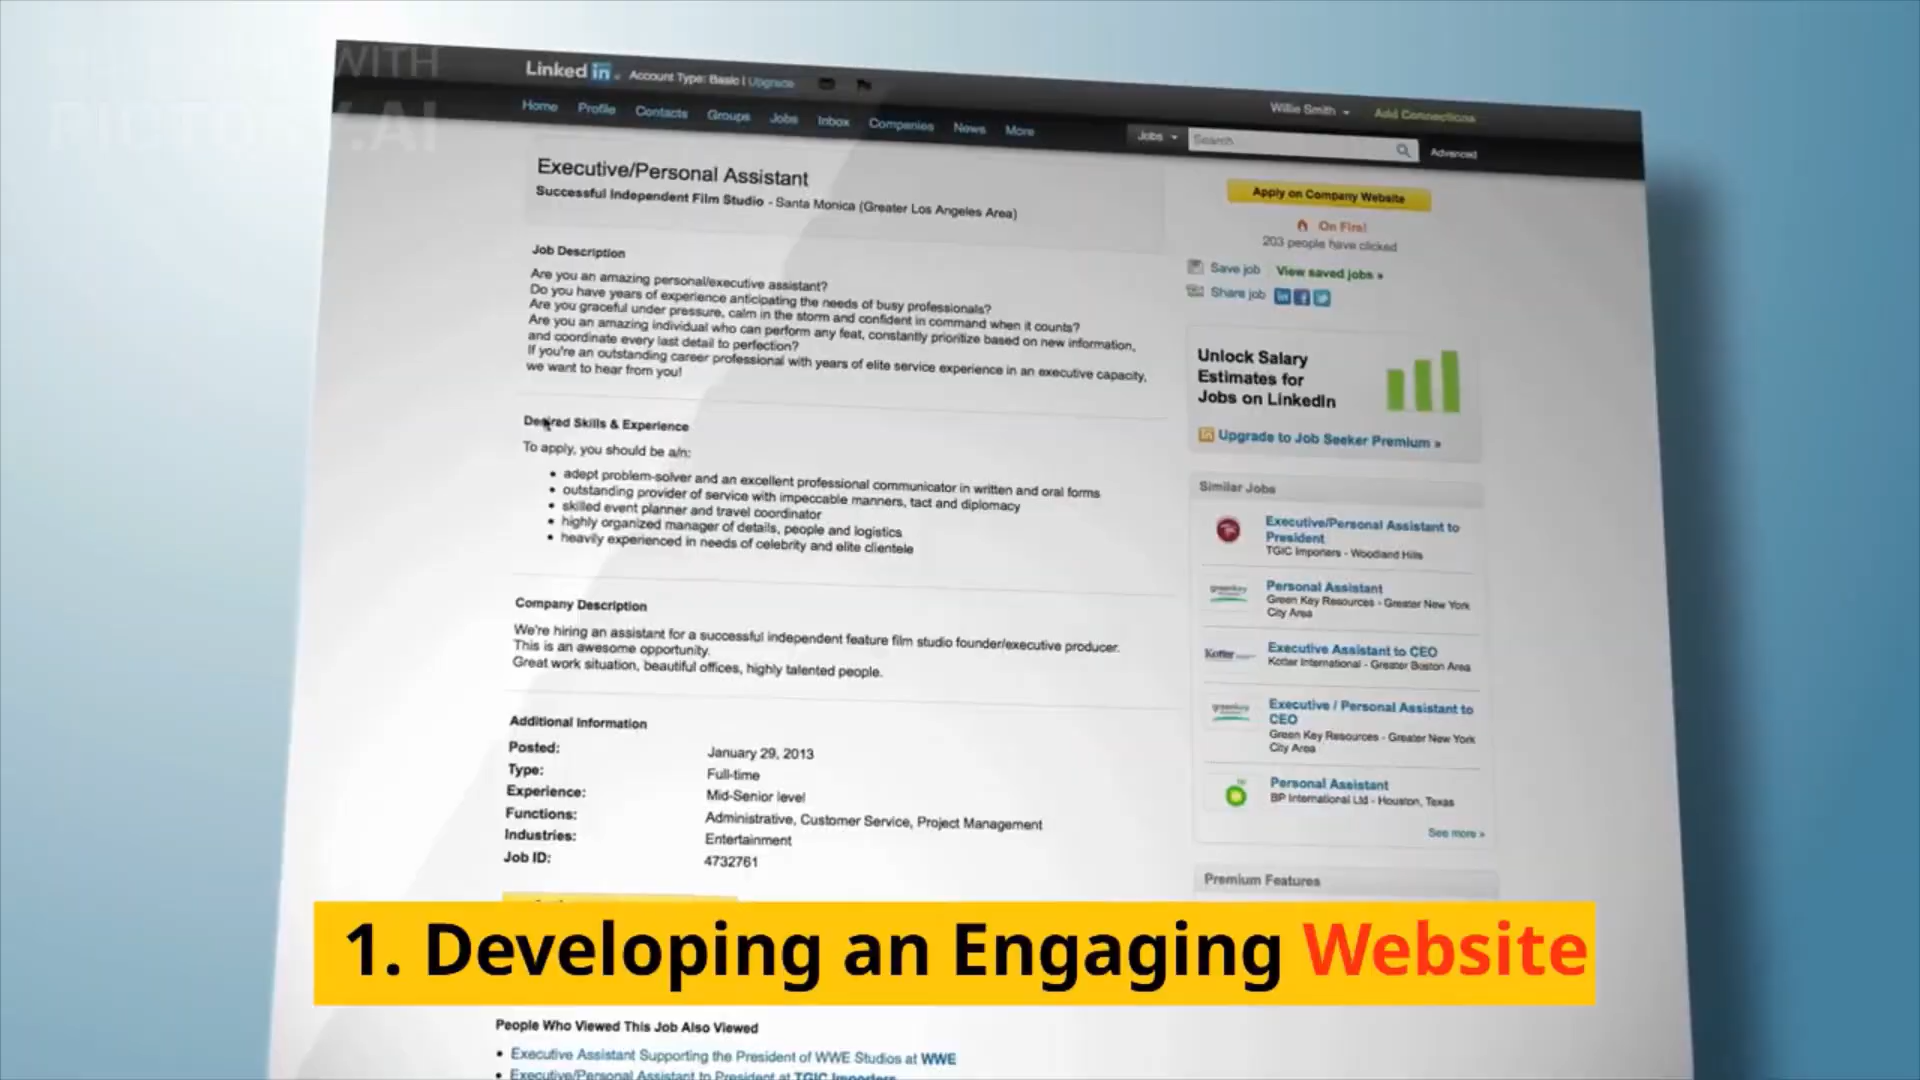 WITH
Linked in. Account Type: Basic | Upgrade
Willie Smith Add Connections
Home Profile Contacts Groups Jobs Inbox Companies News More
Jobs Search Advanced
Executive/Personal Assistant
Successful Independent Film Studio - Santa Monica (Greater Los Angeles Area)
Job Description
Are you an amazing personal/executive assistant?
Do you have years of experience anticipating the needs of busy professionals?
Are you graceful under pressure, calm in the storm and confident in command when it counts?
Are you an amazing individual who can perform any feat, constantly prioritize based on new information,
and coordinate every last detail to perfection?
If you're an outstanding career professional with years of elite service experience in an executive capacity,
we want to hear from you!
Desired Skills & Experience
To apply, you should be a/n:
• adept problem-solver and an excellent professional communicator in written and oral forms
• outstanding provider of service with impeccable manners, tact and diplomacy
• skilled event planner and travel coordinator
• highly organized manager of details, people and logistics
• heavily experienced in needs of celebrity and elite clientele
Company Description
We're hiring an assistant for a successful independent feature film studio founder/executive producer.
This is an awesome opportunity.
Great work situation, beautiful offices, highly talented people.
Additional Information
Posted: January 29, 2013
Type: Full-time
Experience: Mid-Senior level
Functions: Administrative, Customer Service, Project Management
Industries: Entertainment
Job ID: 4732761
Apply on Company Website
On Fire!
203 people have clicked
Save job View saved jobs »
Share job
Unlock Salary
Estimates for
Jobs on LinkedIn
Upgrade to Job Seeker Premium »
Similar Jobs
Executive/Personal Assistant to
President
TGIC Importers - Woodland Hills
Personal Assistant
Green Key Resources - Greater New York
City Area
Executive Assistant to CEO
Kotter International - Greater Boston Area
Executive / Personal Assistant to
CEO
Green Key Resources - Greater New York
City Area
Personal Assistant
BP International Ltd - Houston, Texas
See more »
Premium Features
1. Developing an Engaging Website
People Who Viewed This Job Also Viewed
• Executive Assistant Supporting the President of WWE Studios at WWE
• Executive/Personal Assistant to President at TGIC Importers